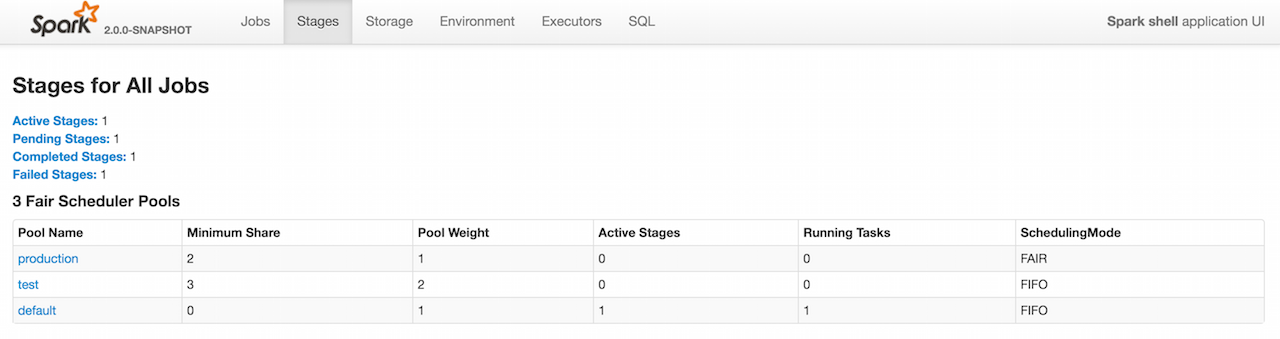 Spark 2.0.0-SNAPSHOT Jobs Stages Storage Environment Executors SQL Spark shell application UI
Stages for All Jobs
Active Stages: 1
Pending Stages: 1
Completed Stages: 1
Failed Stages: 1
3 Fair Scheduler Pools
Pool Name Minimum Share Pool Weight Active Stages Running Tasks SchedulingMode
production 2 1 0 0 FAIR
test 3 2 0 0 FIFO
default 0 1 1 1 FIFO